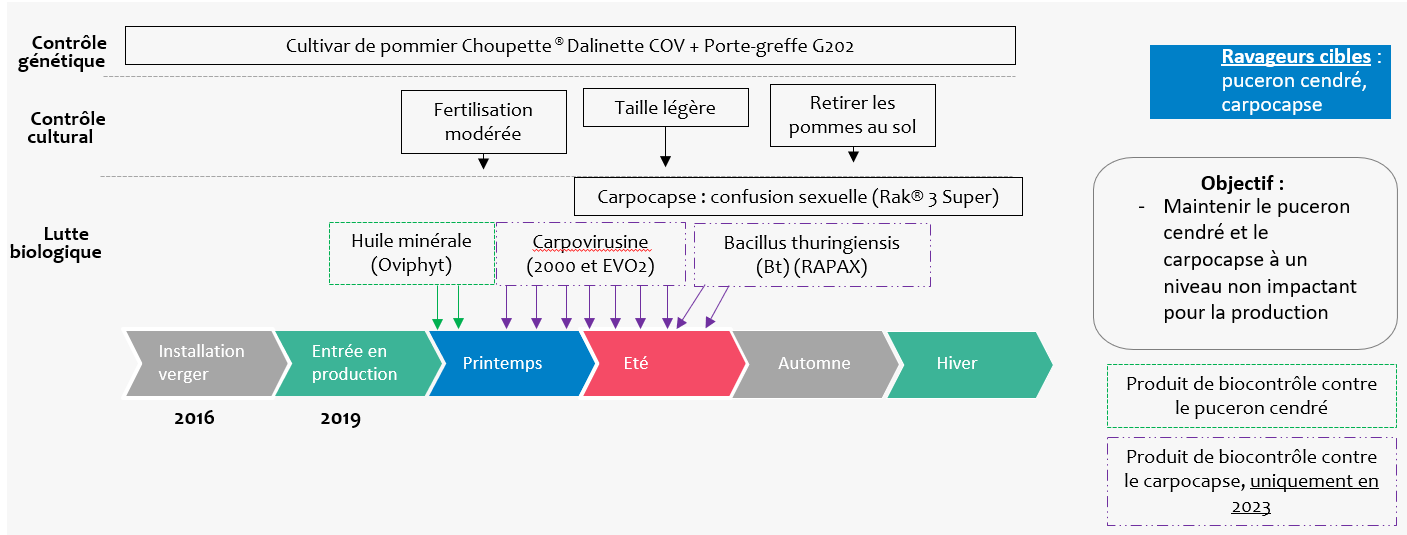 Contrôle
génétique
Cultivar de pommier Choupette ® Dalinette COV + Porte-greffe G202
Ravageurs cibles :
puceron cendré,
carpocapse
Contrôle
cultural
Fertilisation
modérée
Taille légère
Retirer les
pommes au sol
Objectif :
- Maintenir le puceron
cendré et le
carpocapse à un
niveau non impactant
pour la production
Lutte
biologique
Carpocapse : confusion sexuelle (Rak® 3 Super)
Huile minérale
(Oviphyt)
Carpovirusine
(2000 et EVO2)
Bacillus thuringiensis
(Bt) (RAPAX)
Installation
verger
Entrée en
production
Printemps
Eté
Automne
Hiver
2016
2019
Produit de biocontrôle contre
le puceron cendré
Produit de biocontrôle contre
le carpocapse, uniquement en
2023